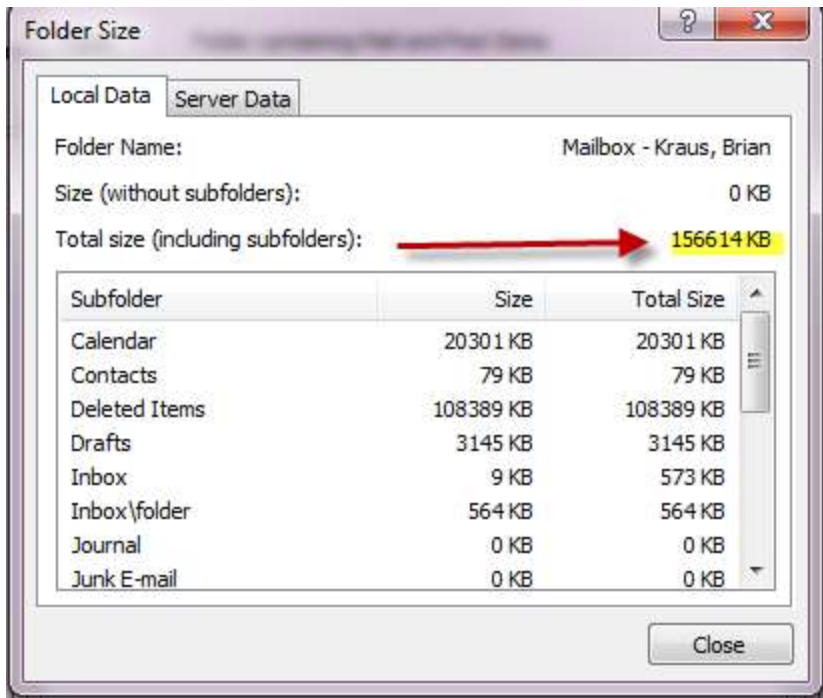 Folder Size
Local Data Server Data
Folder Name: Mailbox - Kraus, Brian
Size (without subfolders): 0 KB
Total size (including subfolders): 156614 KB
Subfolder Size Total Size
Calendar 20301 KB 20301 KB
Contacts 79 KB 79 KB
Deleted Items 108389 KB 108389 KB
Drafts 3145 KB 3145 KB
Inbox 9 KB 573 KB
Inbox\folder 564 KB 564 KB
Journal 0 KB 0 KB
Junk E-mail 0 KB 0 KB
Close